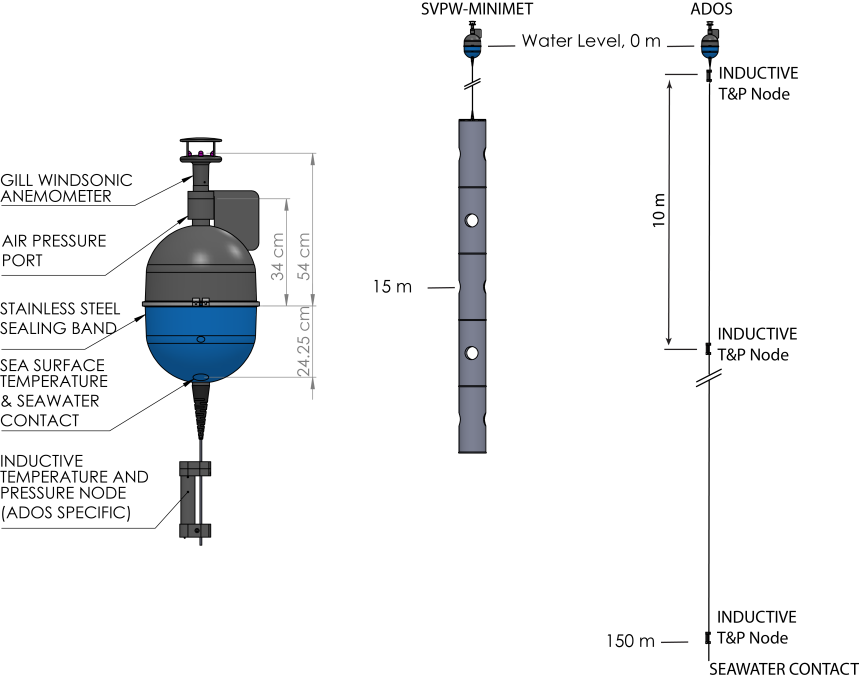 SVPW-MINIMET
ADOS
Water Level, 0 m
INDUCTIVE
T&P Node
GILL WINDSONIC
ANEMOMETER
AIR PRESSURE
PORT
STAINLESS STEEL
SEALING BAND
SEA SURFACE
TEMPERATURE
& SEAWATER
CONTACT
INDUCTIVE
TEMPERATURE AND
PRESSURE NODE
(ADOS SPECIFIC)
34 cm
54 cm
24.25 cm
15 m
10 m
INDUCTIVE
T&P Node
INDUCTIVE
T&P Node
150 m
SEAWATER CONTACT